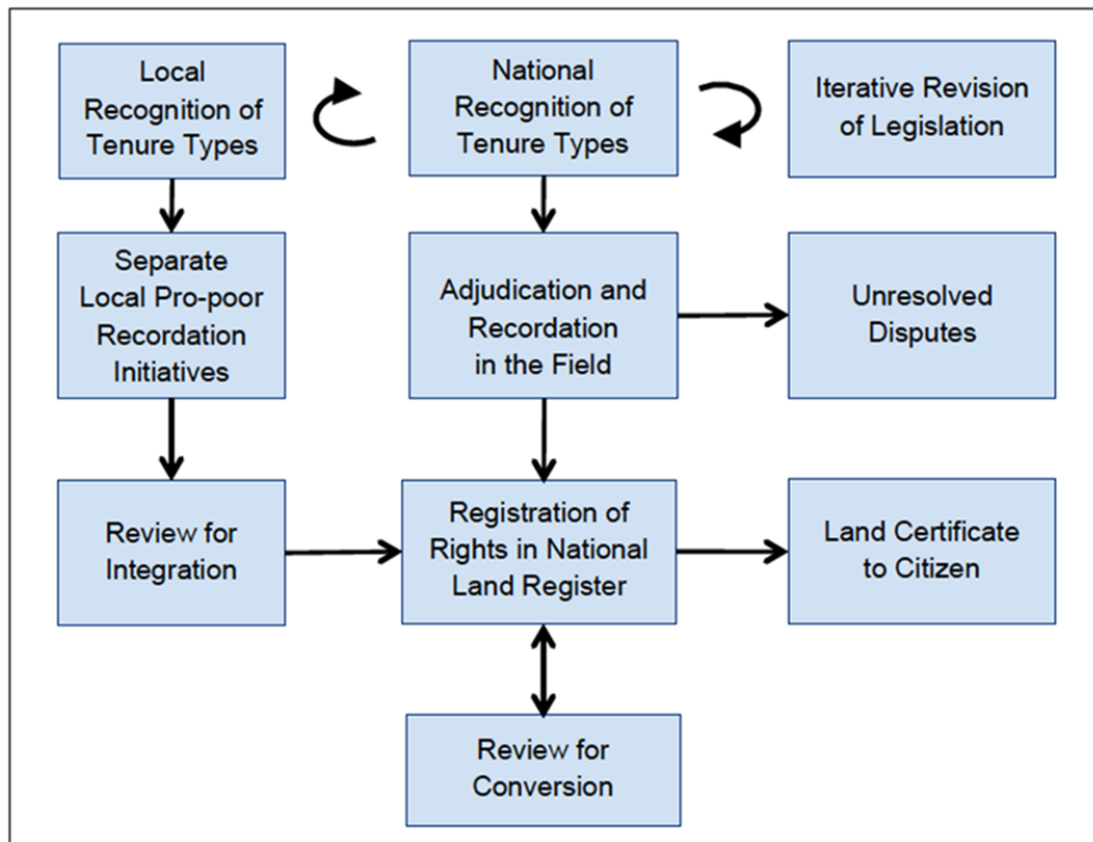 Local
Recognition of
Tenure Types
National
Recognition of
Tenure Types
Iterative Revision
of Legislation
Separate
Local Pro-poor
Recordation
Initiatives
Adjudication and
Recordation
in the Field
Unresolved
Disputes
Review for
Integration
Registration of
Rights in National
Land Register
Land Certificate
to Citizen
Review for
Conversion